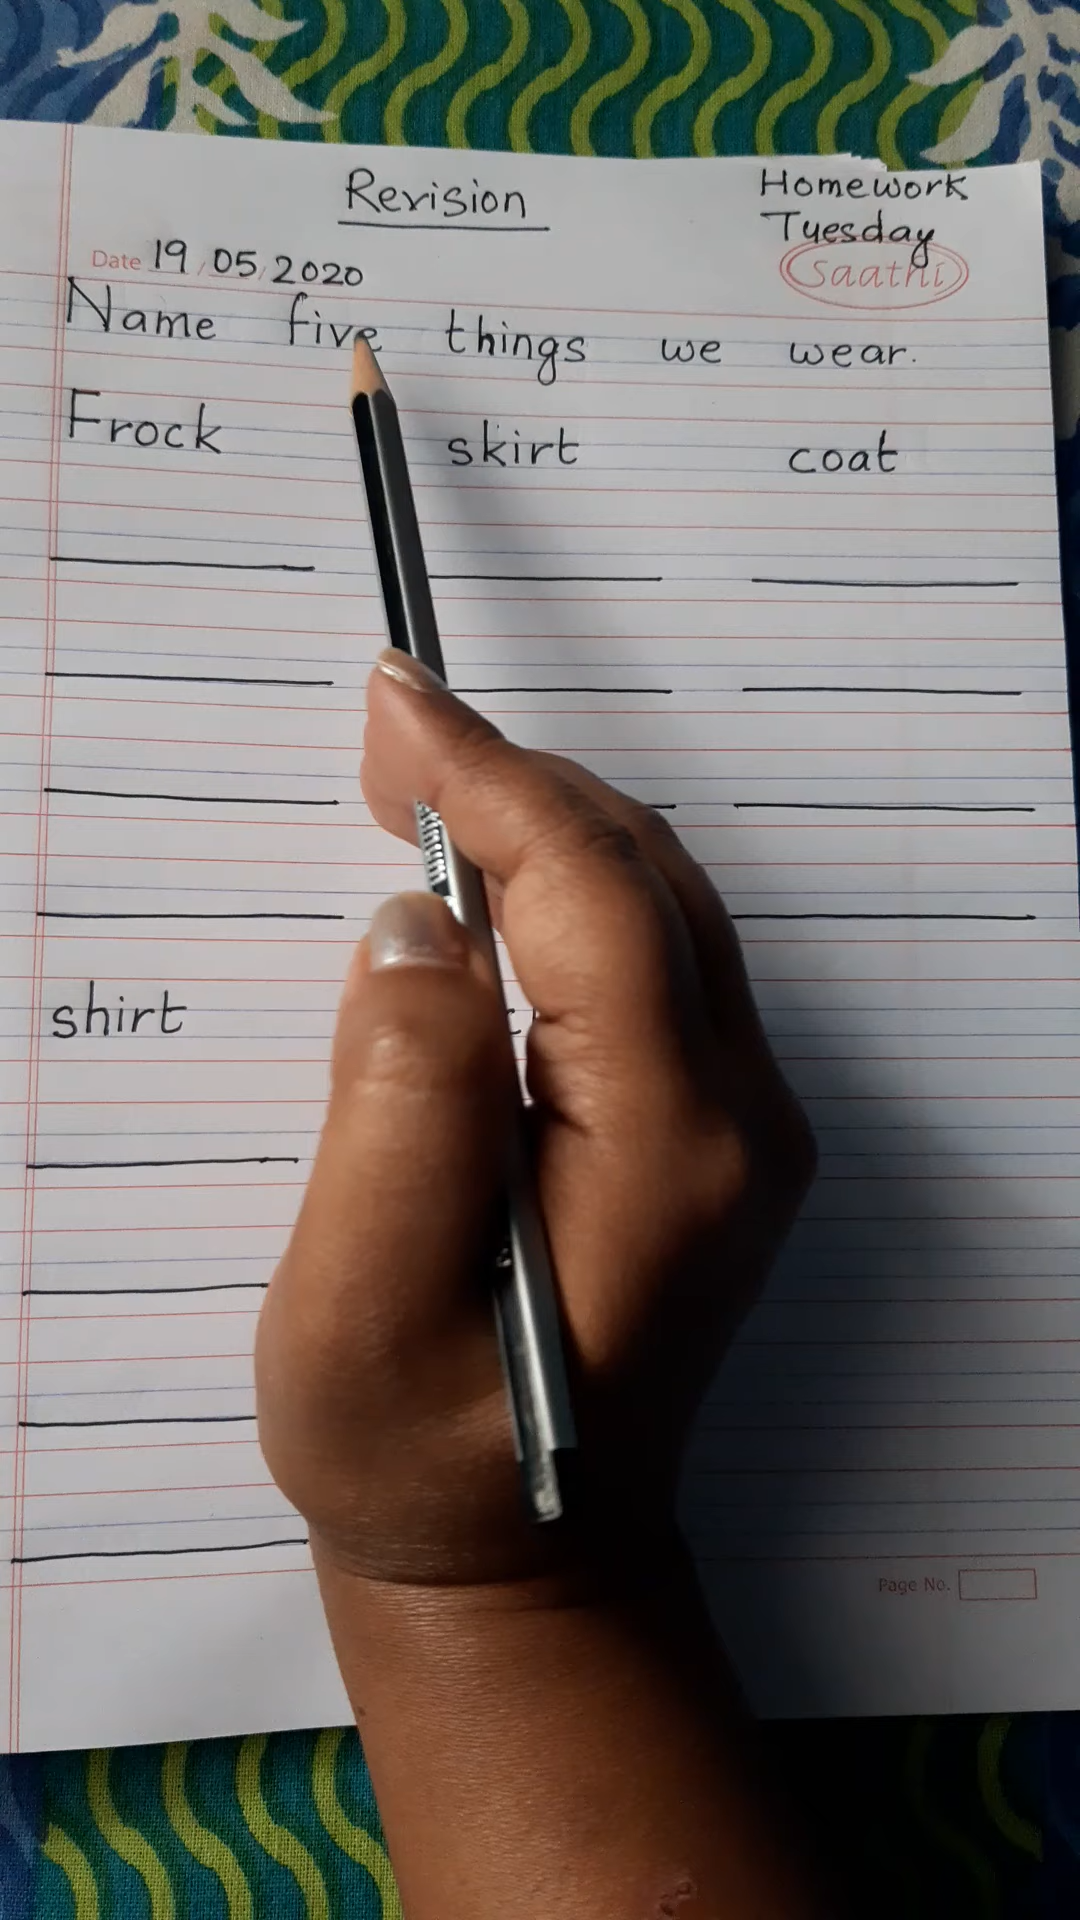 Revision
Homework
Tuesday
Date 19/05/2020
Saathi
Name five things we wear.
Frock skirt coat
shirt
Page No.